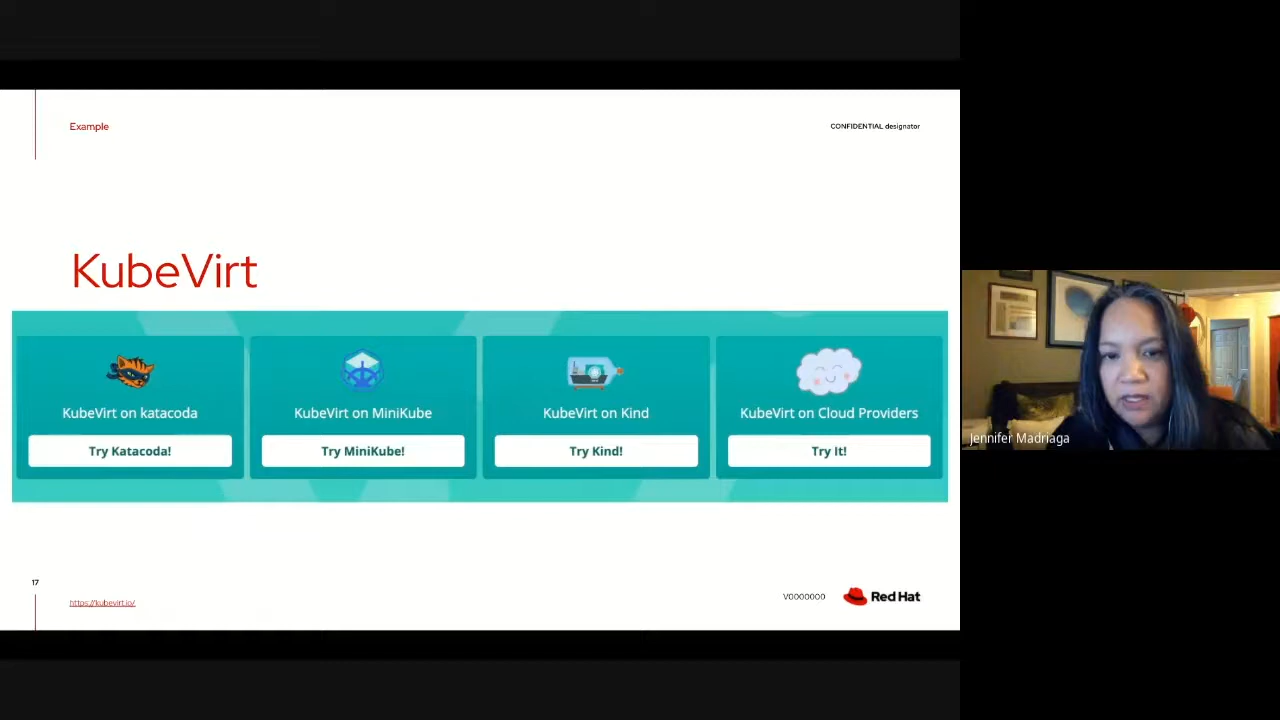 Example
CONFIDENTIAL designator
KubeVirt
KubeVirt on katacoda
Try Katacoda!
KubeVirt on MiniKube
Try MiniKube!
KubeVirt on Kind
Try Kind!
KubeVirt on Cloud Providers
Try It!
Jennifer Madriaga
17
https://kubevirt.io/
V0000000
Red Hat